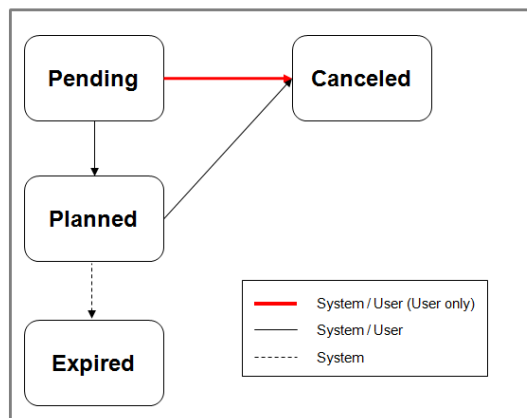 Pending
Canceled
Planned
Expired
System / User (User only)
System / User
System